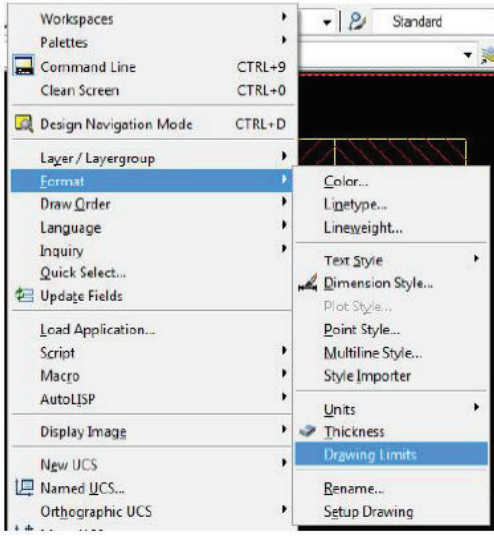 Workspaces
Palettes
Command Line CTRL+9
Clean Screen CTRL+0
Design Navigation Mode CTRL+D
Layer / Layergroup
Format
Draw Order
Language
Inquiry
Quick Select...
Update Fields
Load Application...
Script
Macro
AutoLISP
Display Image
New UCS
Named UCS...
Orthographic UCS
Standard
Color...
Linetype...
Lineweight...
Text Style
Dimension Style...
Plot Style...
Point Style...
Multiline Style...
Style Importer
Units
Thickness
Drawing Limits
Rename...
Setup Drawing